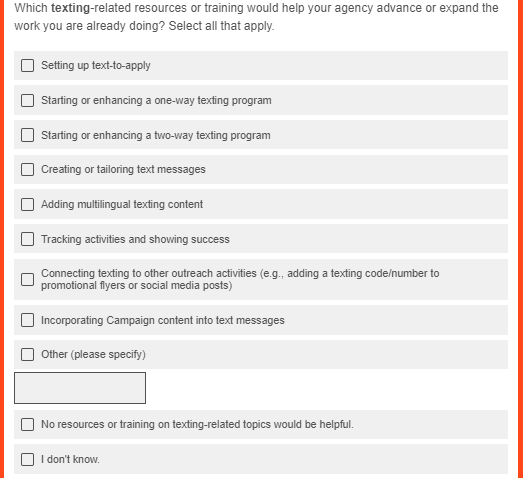 Which texting-related resources or training would help your agency advance or expand the
work you are already doing? Select all that apply.
Setting up text-to-apply
Starting or enhancing a one-way texting program
Starting or enhancing a two-way texting program
Creating or tailoring text messages
Adding multilingual texting content
Tracking activities and showing success
Connecting texting to other outreach activities (e.g., adding a texting code/number to
promotional flyers or social media posts)
Incorporating Campaign content into text messages
Other (please specify)
No resources or training on texting-related topics would be helpful.
I don't know.